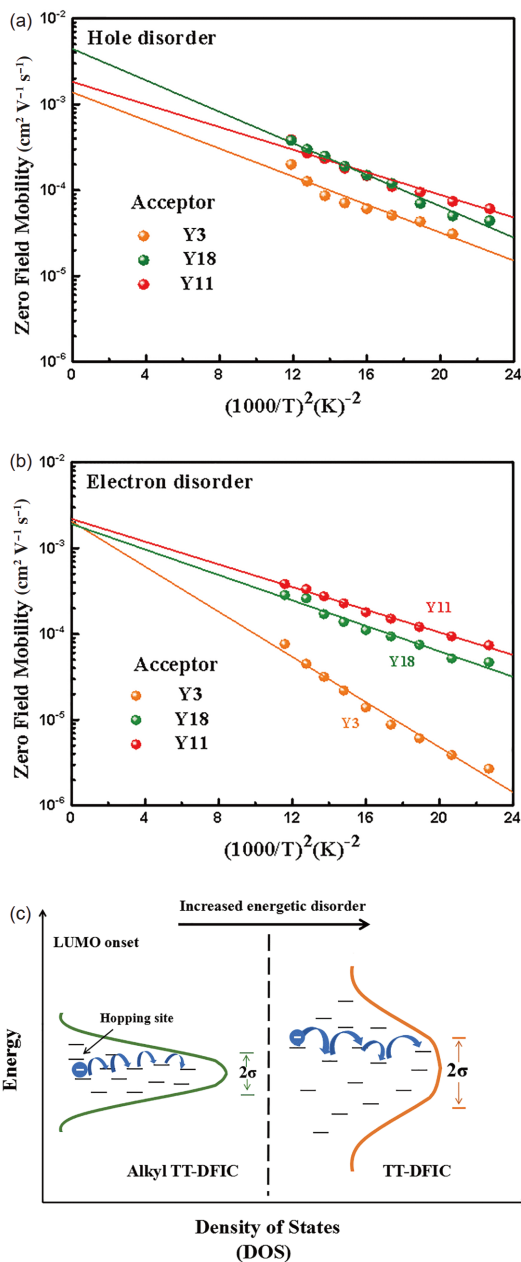 (a)
Hole disorder
Zero Field Mobility (cm² V⁻¹ s⁻¹)
10⁻²
10⁻³
10⁻⁴
10⁻⁵
10⁻⁶
Acceptor
Y3
Y18
Y11
0 4 8 12 16 20 24
(1000/T)²(K)⁻²
(b)
Electron disorder
Zero Field Mobility (cm² V⁻¹ s⁻¹)
10⁻²
10⁻³
10⁻⁴
10⁻⁵
10⁻⁶
Y11
Y18
Y3
Acceptor
Y3
Y18
Y11
0 4 8 12 16 20 24
(1000/T)²(K)⁻²
(c)
Increased energetic disorder
LUMO onset
Hopping site
Energy
2σ
2σ
Alkyl TT-DFIC
TT-DFIC
Density of States
(DOS)